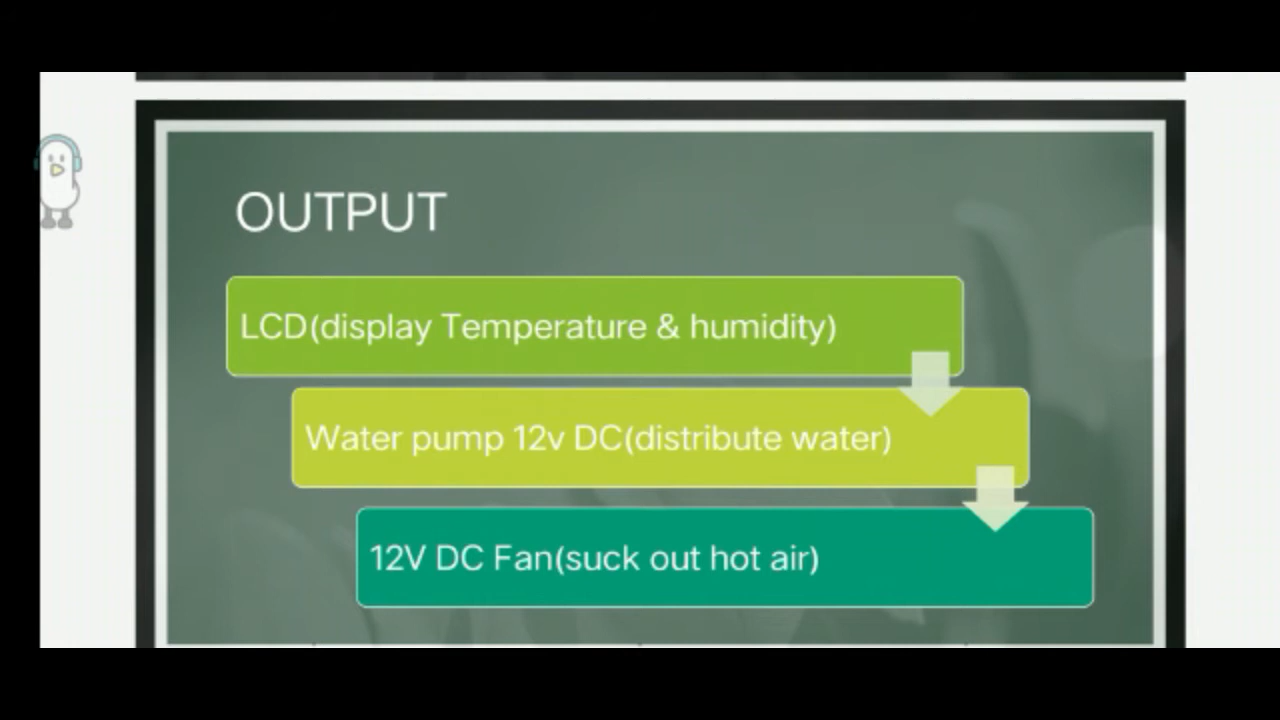 OUTPUT
LCD(display Temperature & humidity)
Water pump 12v DC(distribute water)
12V DC Fan(suck out hot air)